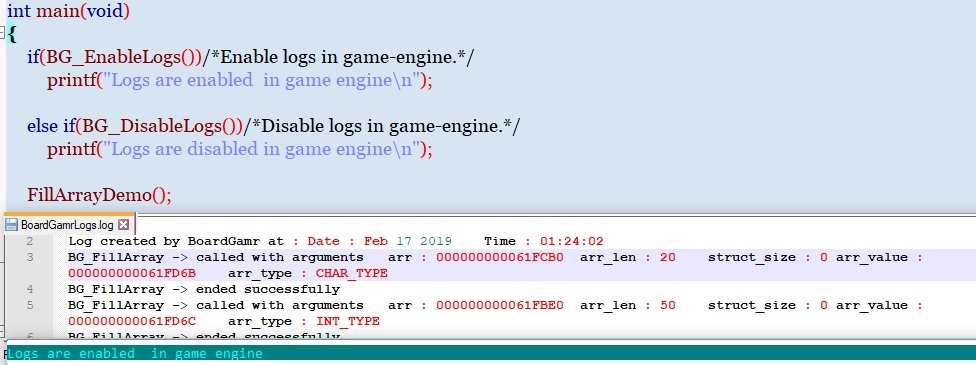 int main(void)
{
if(BG_EnableLogs())/*Enable logs in game-engine.*/
printf("Logs are enabled  in game engine\n");
else if(BG_DisableLogs())/*Disable logs in game-engine.*/
printf("Logs are disabled in game engine\n");
FillArrayDemo();
BoardGamrLogs.log
2 Log created by BoardGamr at : Date : Feb 17 2019 Time : 01:24:02
3 BG_FillArray -> called with arguments arr : 000000000061FCB0 arr_len : 20 struct_size : 0 arr_value :
000000000061FD6B arr_type : CHAR_TYPE
4 BG_FillArray -> ended successfully
5 BG_FillArray -> called with arguments arr : 000000000061FBE0 arr_len : 50 struct_size : 0 arr_value :
000000000061FD6C arr_type : INT_TYPE
6 BG_FillArray -> ended successfully
Logs are enabled  in game engine